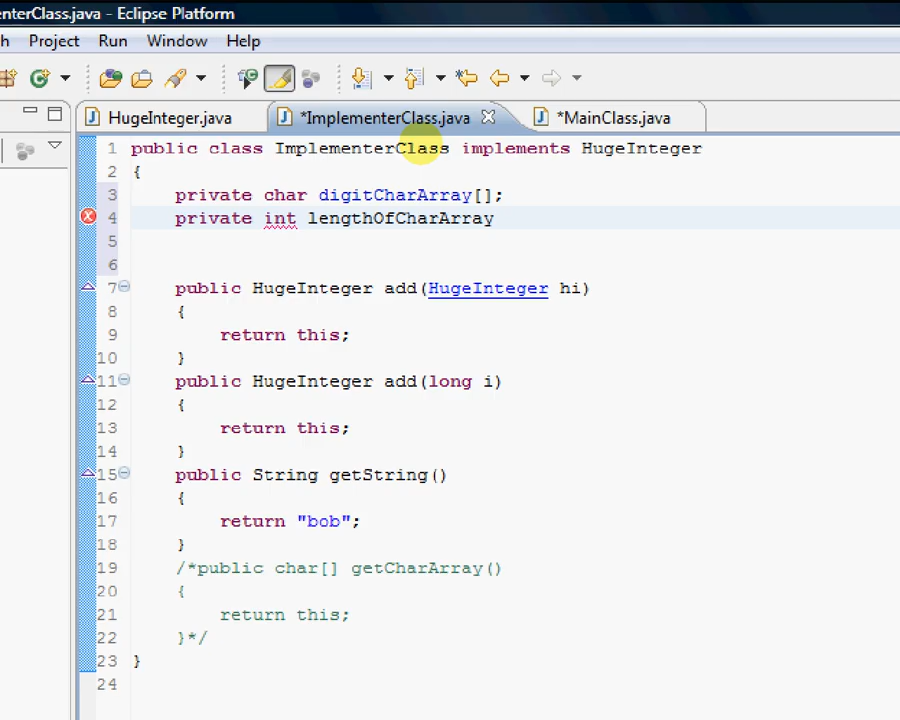 nterClass.java - Eclipse Platform
h Project Run Window Help
HugeInteger.java *ImplementerClass.java *MainClass.java
1 public class ImplementerClass implements HugeInteger
2 {
3 private char digitCharArray[];
4 private int lengthOfCharArray
5
6
7 public HugeInteger add(HugeInteger hi)
8 {
9 return this;
10 }
11 public HugeInteger add(long i)
12 {
13 return this;
14 }
15 public String getString()
16 {
17 return "bob";
18 }
19 /*public char[] getCharArray()
20 {
21 return this;
22 }*/
23 }
24